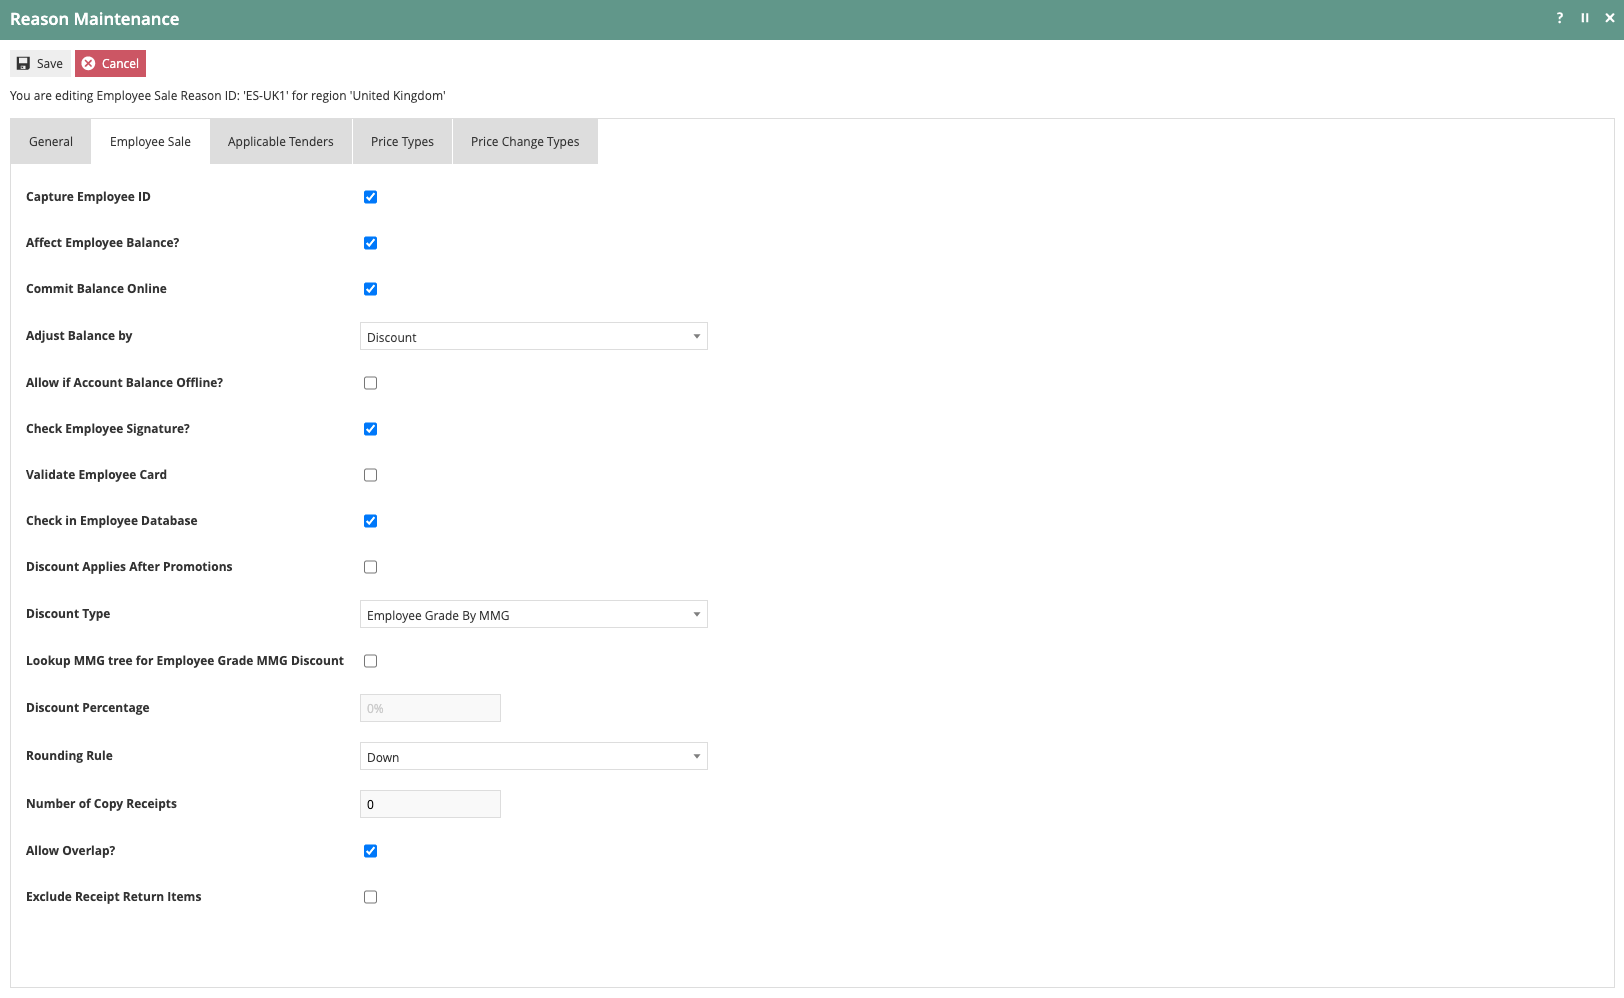 Reason Maintenance
?
Save Cancel
You are editing Employee Sale Reason ID: 'ES-UK1' for region 'United Kingdom'
General Employee Sale Applicable Tenders Price Types Price Change Types
Capture Employee ID
Affect Employee Balance?
Commit Balance Online
Adjust Balance by Discount
Allow if Account Balance Offline?
Check Employee Signature?
Validate Employee Card
Check in Employee Database
Discount Applies After Promotions
Discount Type Employee Grade By MMG
Lookup MMG tree for Employee Grade MMG Discount
Discount Percentage 0%
Rounding Rule Down
Number of Copy Receipts 0
Allow Overlap?
Exclude Receipt Return Items